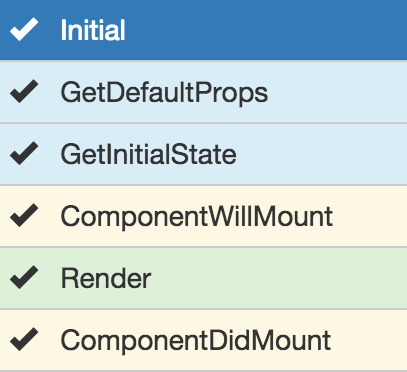 Initial
GetDefaultProps
GetInitialState
ComponentWillMount
Render
ComponentDidMount